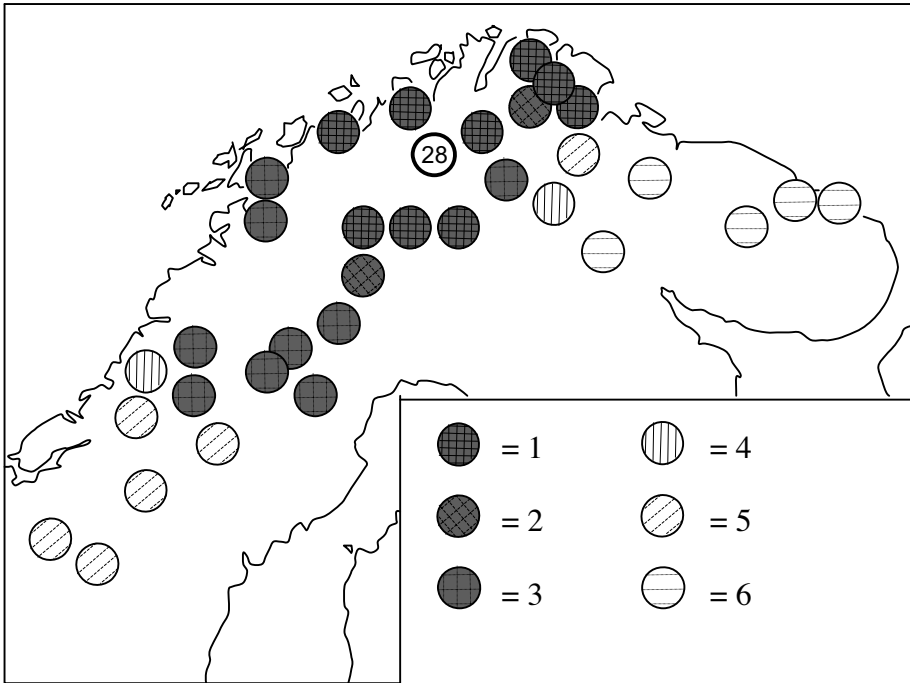 28
= 1 = 4
= 2 = 5
= 3 = 6